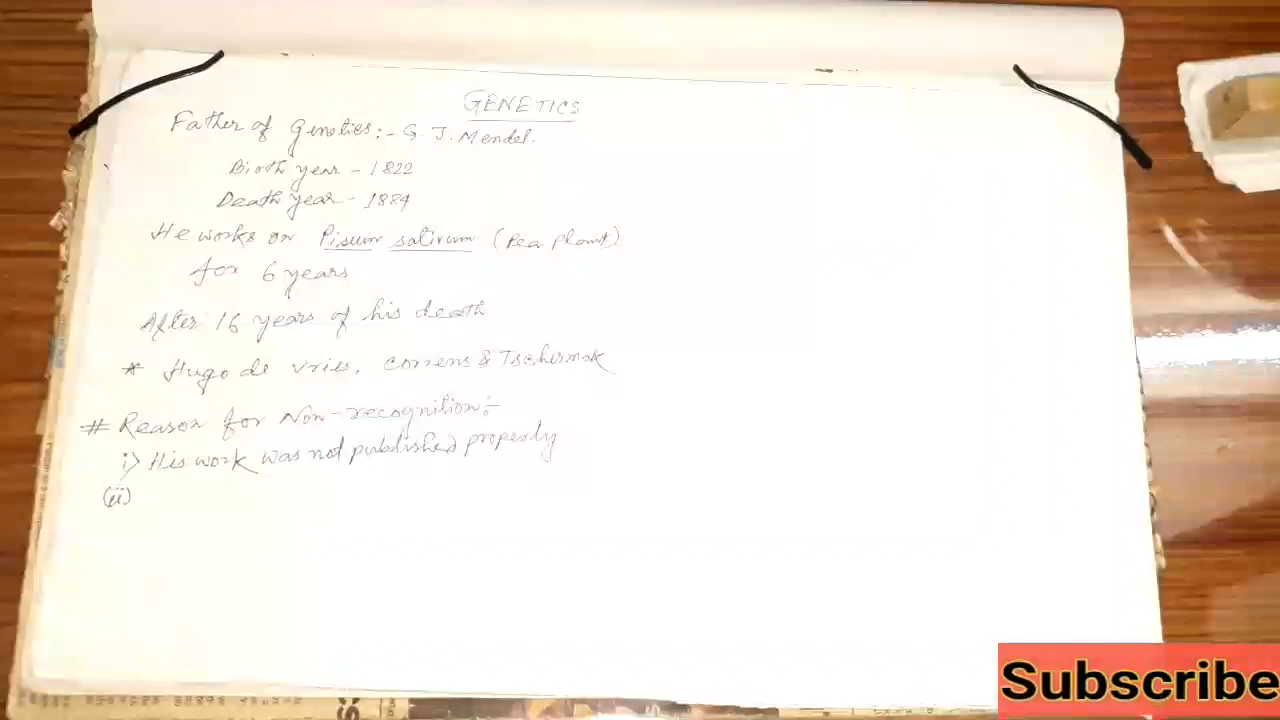 GENETICS
Father of Genetics:- G. J. Mendel.
Birth year - 1822
Death year - 1884
He works on Pisum sativum (Pea plant)
for 6 years
After 16 years of his death
* Hugo de vries, Correns & Tschermak
# Reason for Non-recognition:-
i) His work was not published properly
(ii)
Subscribe